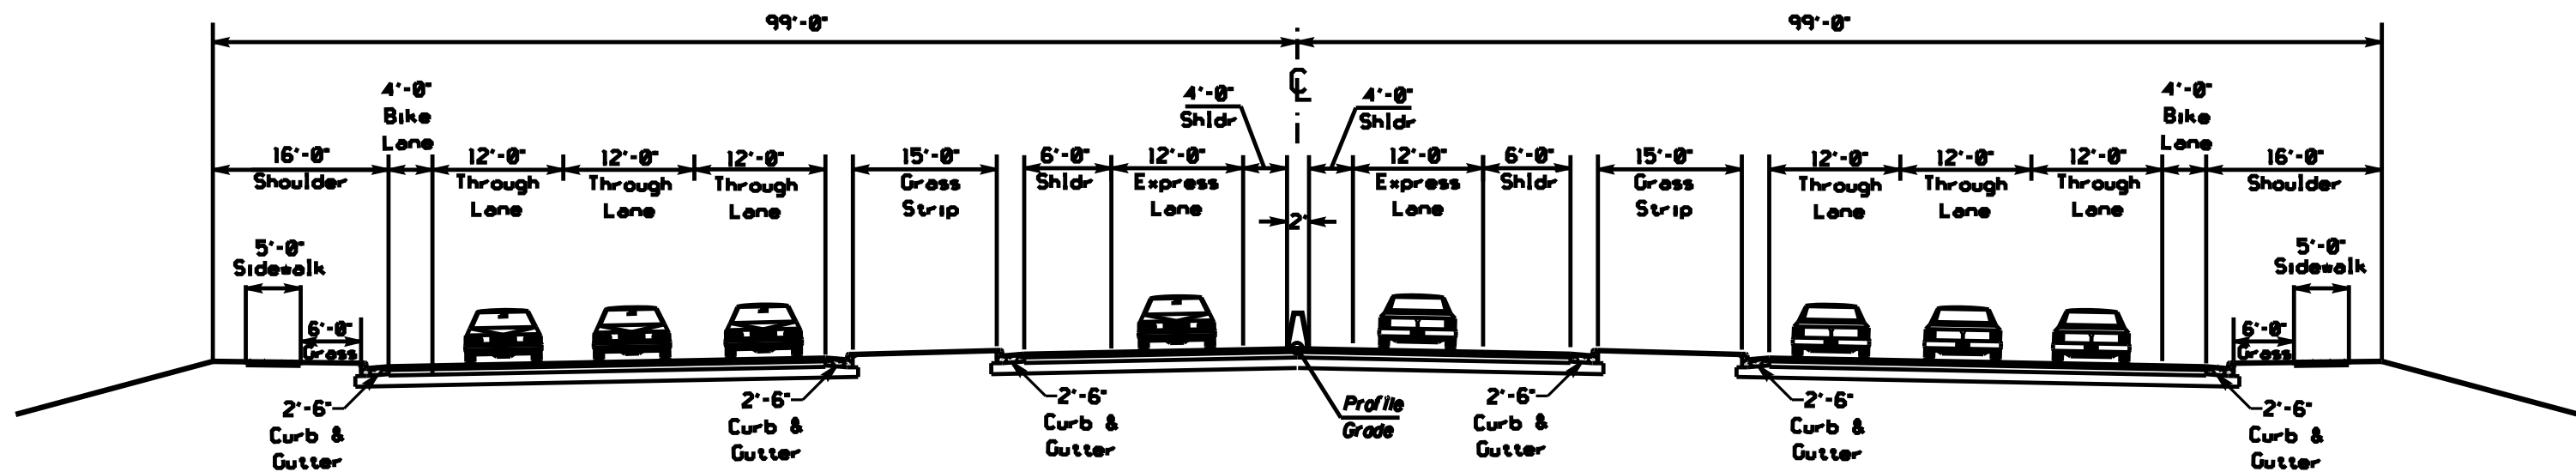 99'-0"
99'-0"
℄
4'-0"
Bike
Lane
4'-0"
Shldr
4'-0"
Shldr
4'-0"
Bike
Lane
16'-0"
Shoulder
12'-0"
Through
Lane
12'-0"
Through
Lane
12'-0"
Through
Lane
15'-0"
Grass
Strip
6'-0"
Shldr
12'-0"
Express
Lane
2'
12'-0"
Express
Lane
6'-0"
Shldr
15'-0"
Grass
Strip
12'-0"
Through
Lane
12'-0"
Through
Lane
12'-0"
Through
Lane
16'-0"
Shoulder
5'-0"
Sidewalk
6'-0"
Grass
5'-0"
Sidewalk
6'-0"
Grass
2'-6"
Curb &
Gutter
2'-6"
Curb &
Gutter
2'-6"
Curb &
Gutter
Profile
Grade
2'-6"
Curb &
Gutter
2'-6"
Curb &
Gutter
2'-6"
Curb &
Gutter